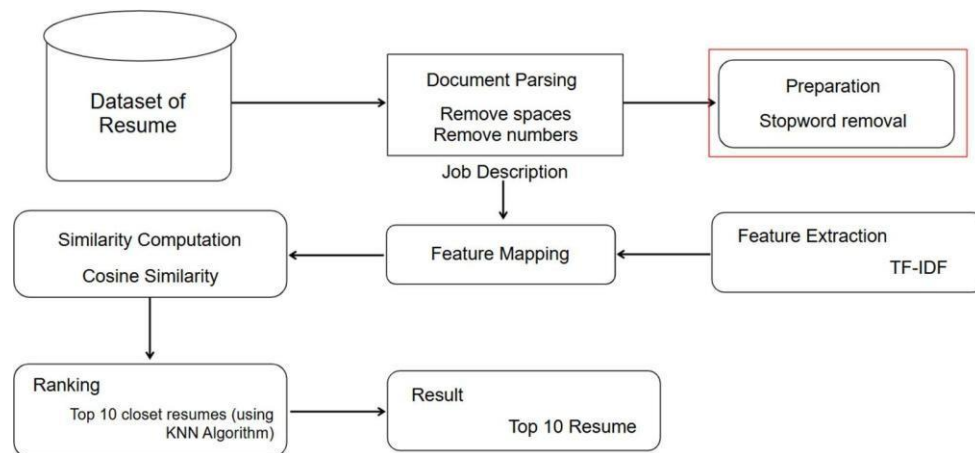 Dataset of
Resume
Document Parsing
Remove spaces
Remove numbers
Preparation
Stopword removal
Job Description
Similarity Computation
Cosine Similarity
Feature Mapping
Feature Extraction
TF-IDF
Ranking
Top 10 closet resumes (using
KNN Algorithm)
Result
Top 10 Resume